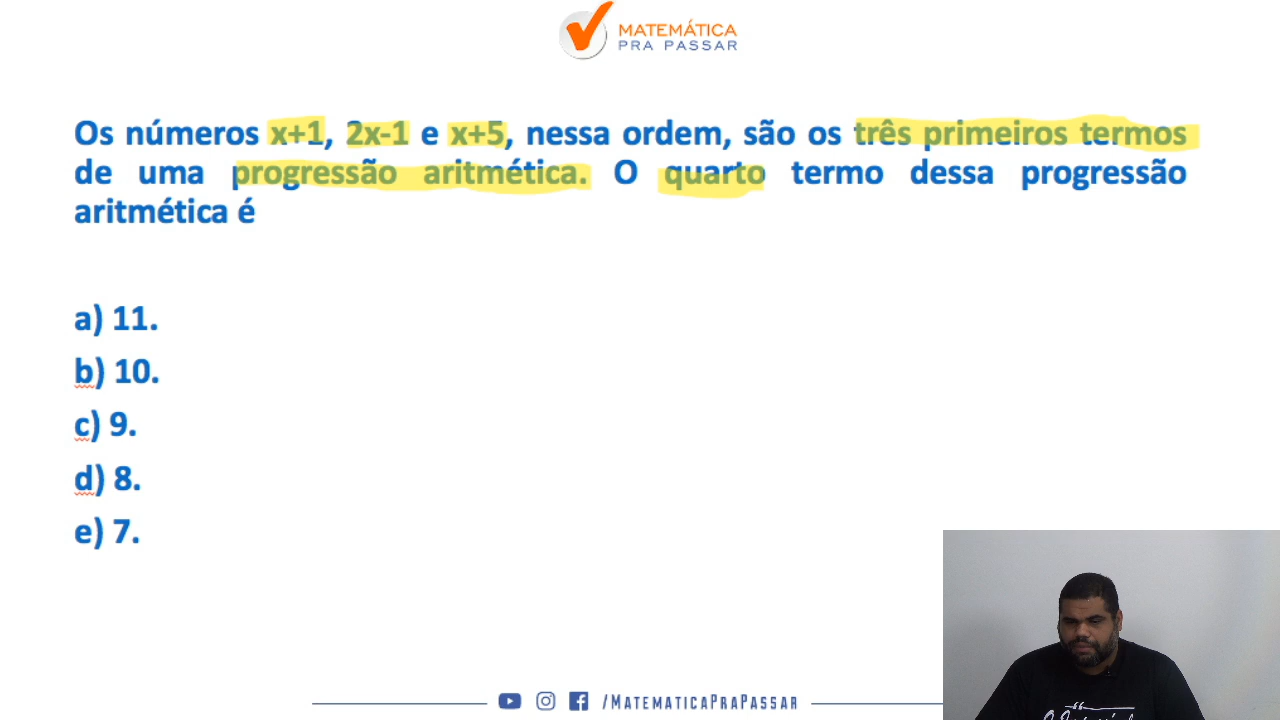 MATEMÁTICA
PRA PASSAR
Os números x+1, 2x-1 e x+5, nessa ordem, são os três primeiros termos
de uma progressão aritmética. O quarto termo dessa progressão
aritmética é
a) 11.
b) 10.
c) 9.
d) 8.
e) 7.
/MATEMATICAPRAPASSAR